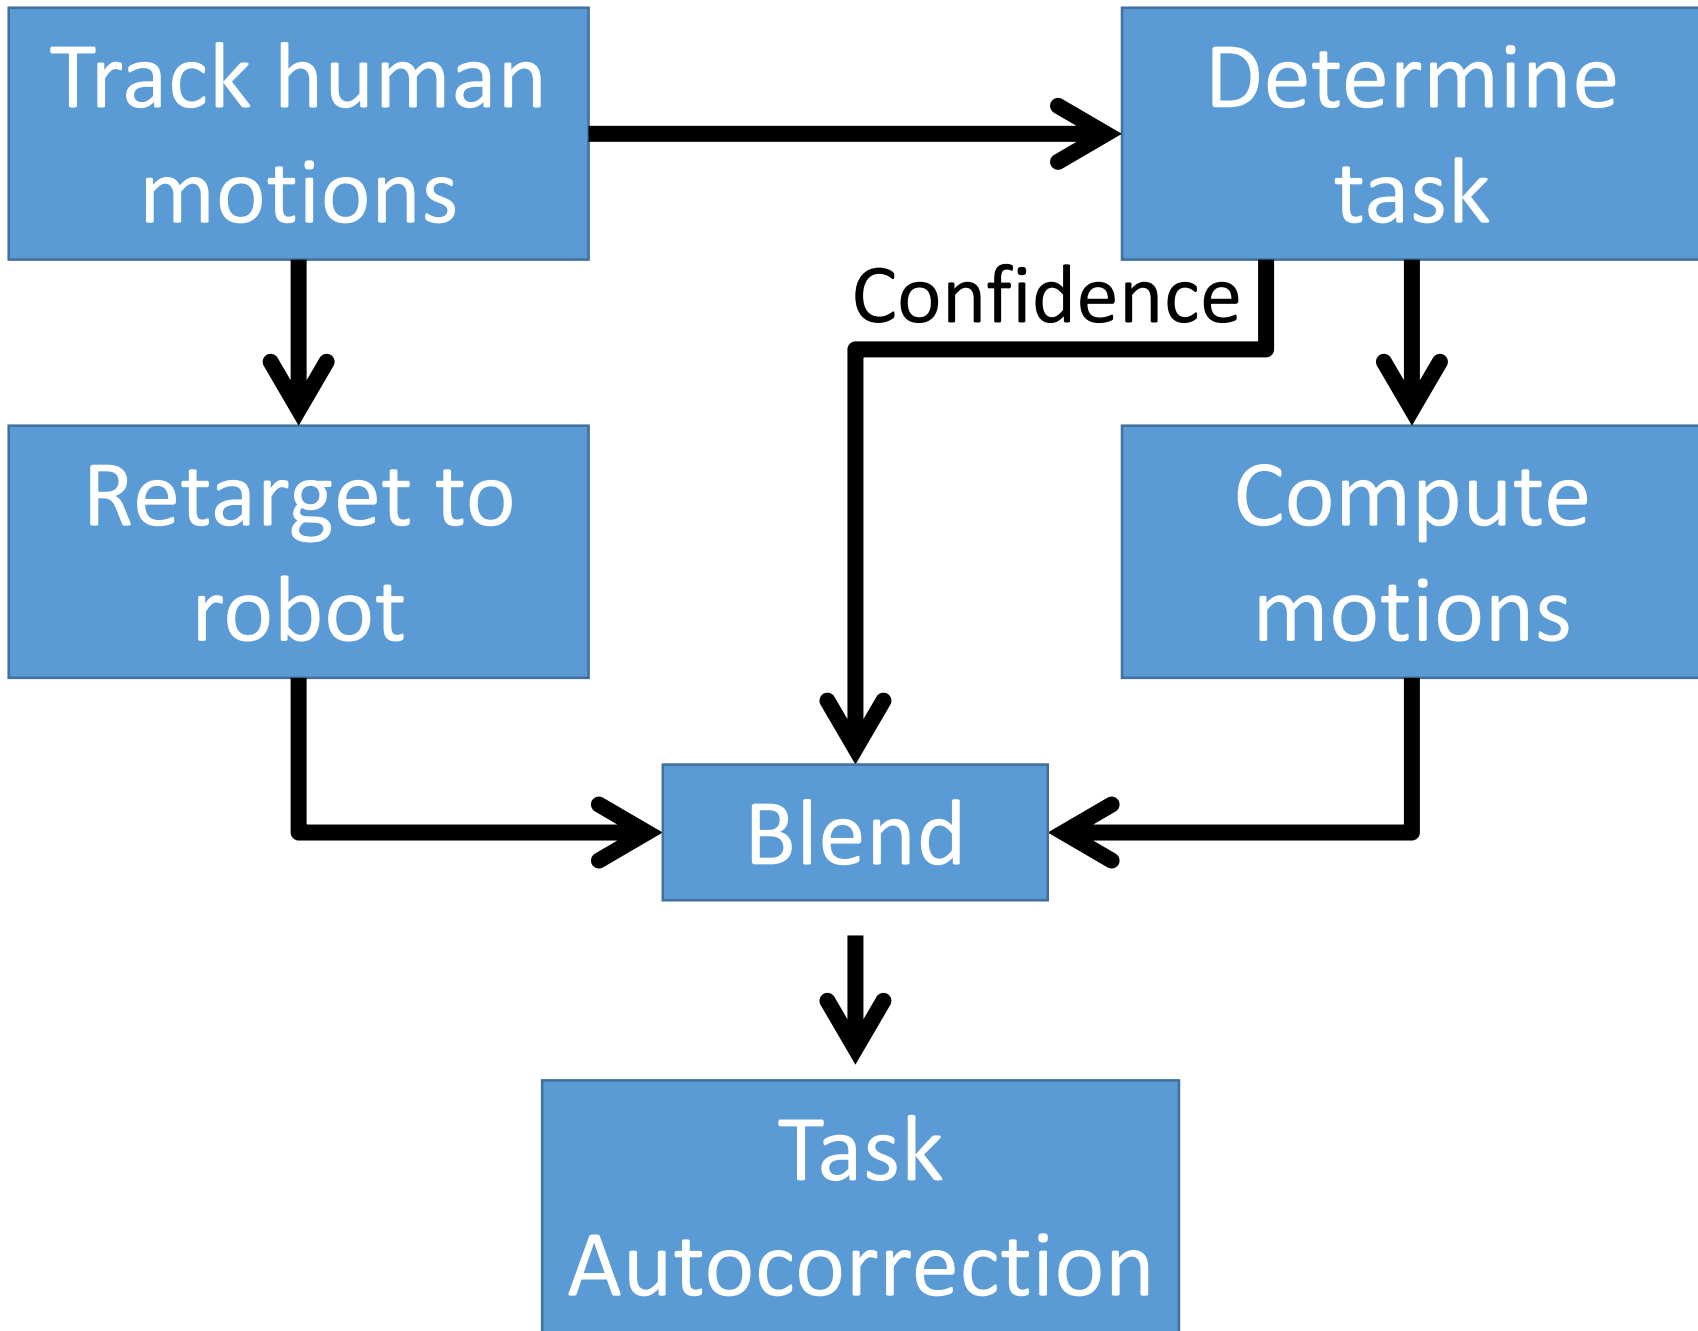 Track human
motions
Determine
task
Confidence
Retarget to
robot
Compute
motions
Blend
Task
Autocorrection